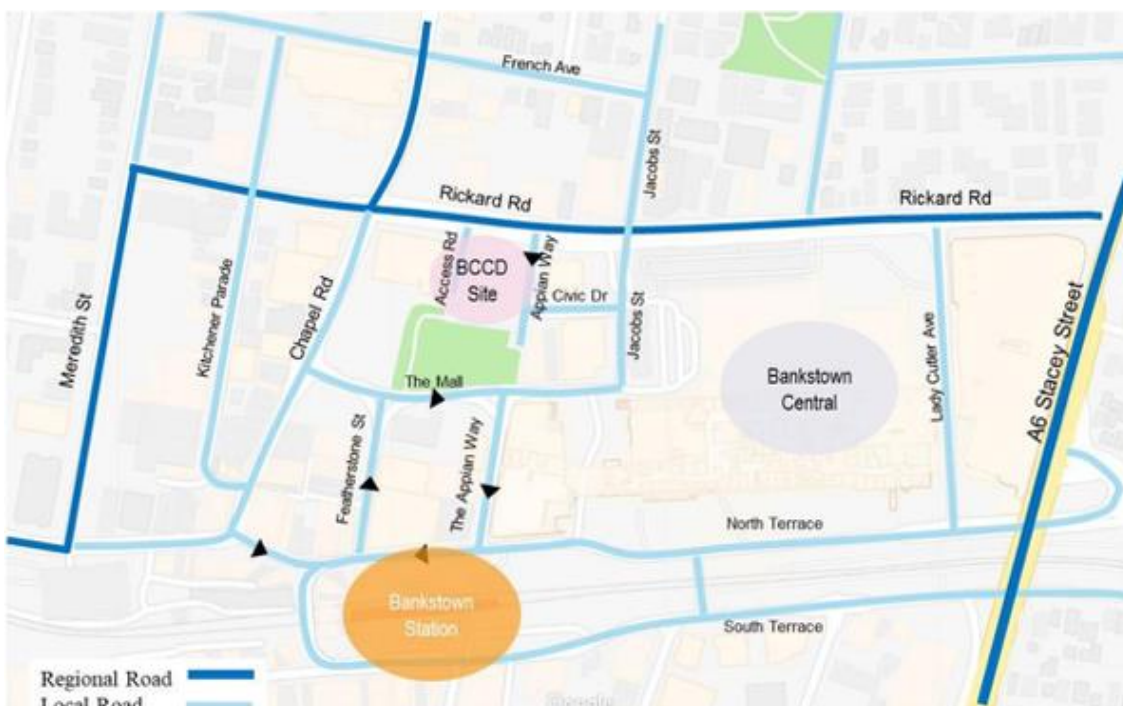 French Ave
Jacobs St
Rickard Rd
Rickard Rd
Access Rd
BCCD
Site
Appian Way
Civic Dr
Jacobs St
Meredith St
Kitchener Parade
Chapel Rd
The Mall
Bankstown
Central
Lady Cutler Ave
A6 Stacey Street
Featherstone St
The Appian Way
North Terrace
Bankstown
Station
South Terrace
Regional Road
Local Road